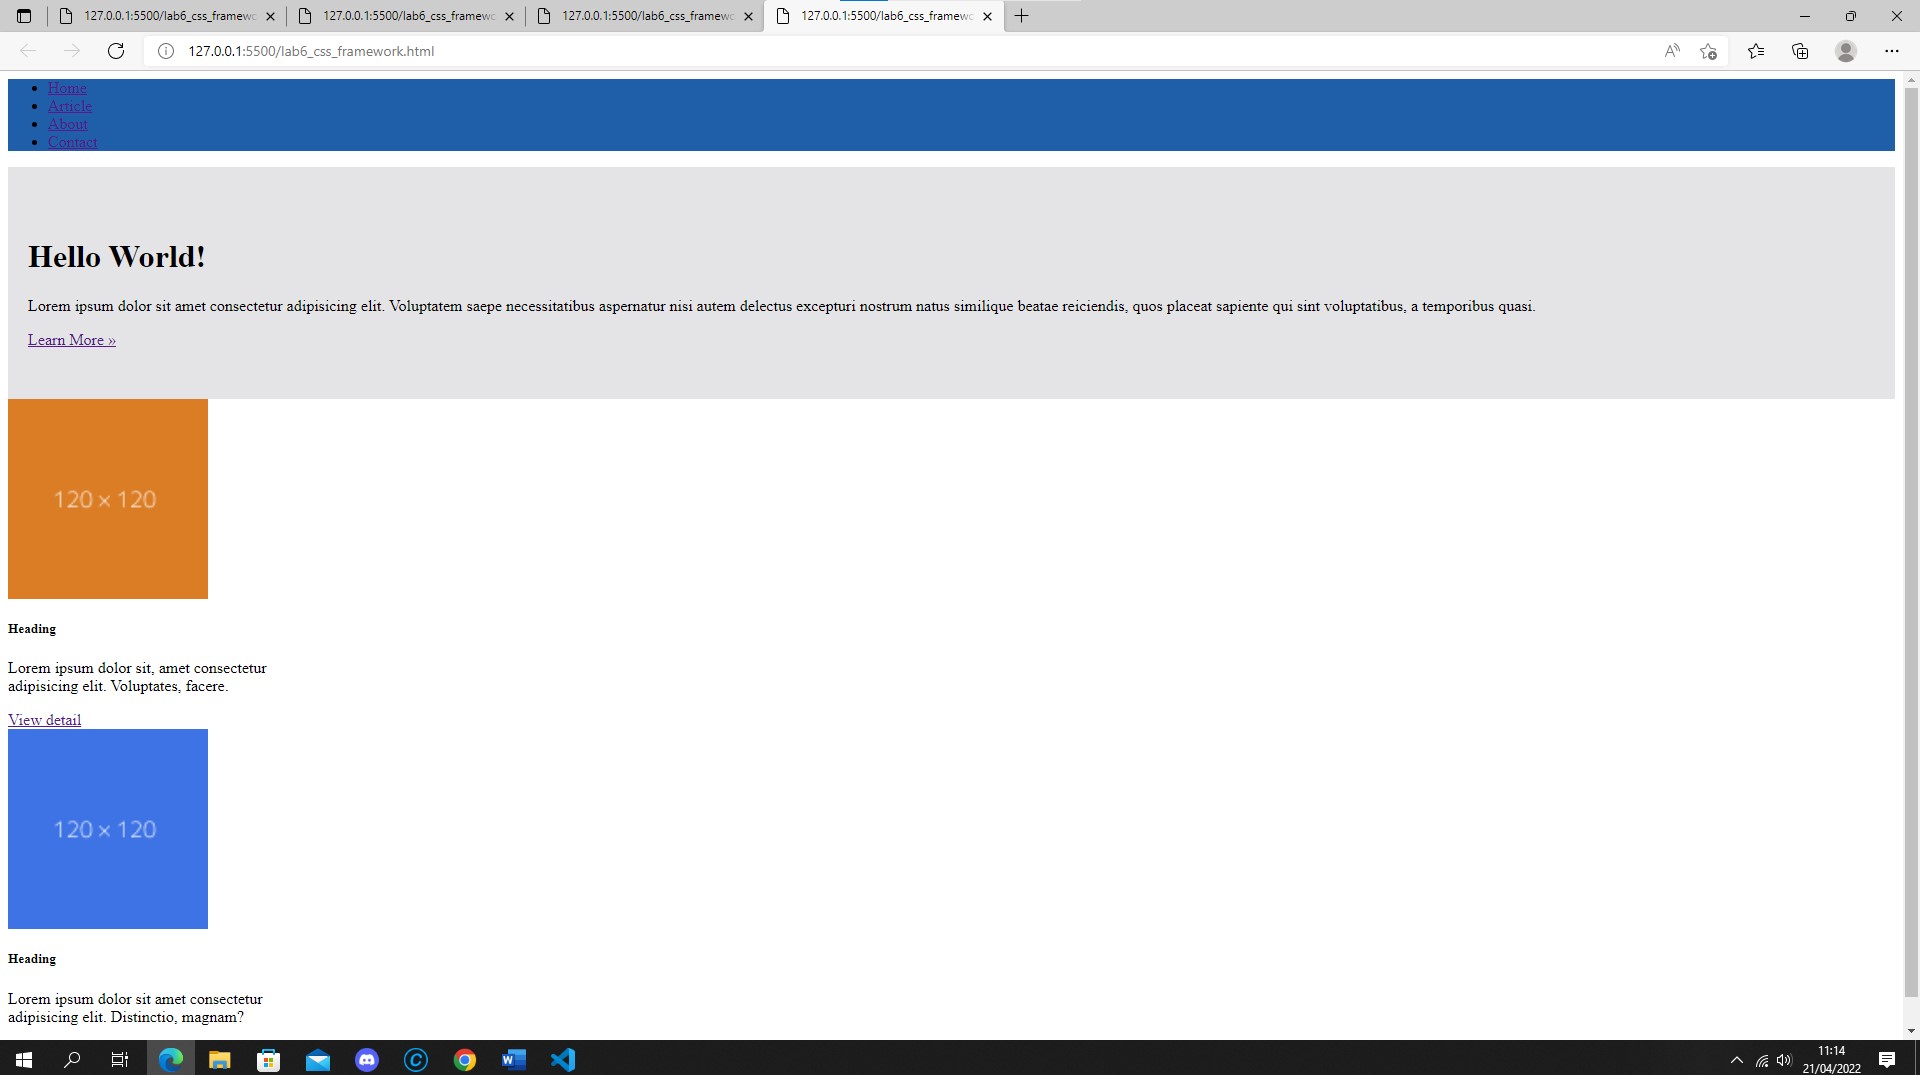 127.0.0.1:5500/lab6_css_framewo
127.0.0.1:5500/lab6_css_framewo
127.0.0.1:5500/lab6_css_framewo
127.0.0.1:5500/lab6_css_framewo
127.0.0.1:5500/lab6_css_framework.html
Home
Article
About
Contact
Hello World!
Lorem ipsum dolor sit amet consectetur adipisicing elit. Voluptatem saepe necessitatibus aspernatur nisi autem delectus excepturi nostrum natus similique beatae reiciendis, quos placeat sapiente qui sint voluptatibus, a temporibus quasi.
Learn More »
120 × 120
Heading
Lorem ipsum dolor sit, amet consectetur
adipisicing elit. Voluptates, facere.
View detail
120 × 120
Heading
Lorem ipsum dolor sit amet consectetur
adipisicing elit. Distinctio, magnam?
11:14
21/04/2022